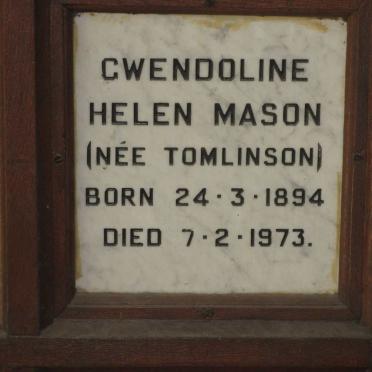 GWENDOLINE
HELEN MASON
(NÉE TOMLINSON)
BORN 24·3·1894
DIED 7·2·1973.